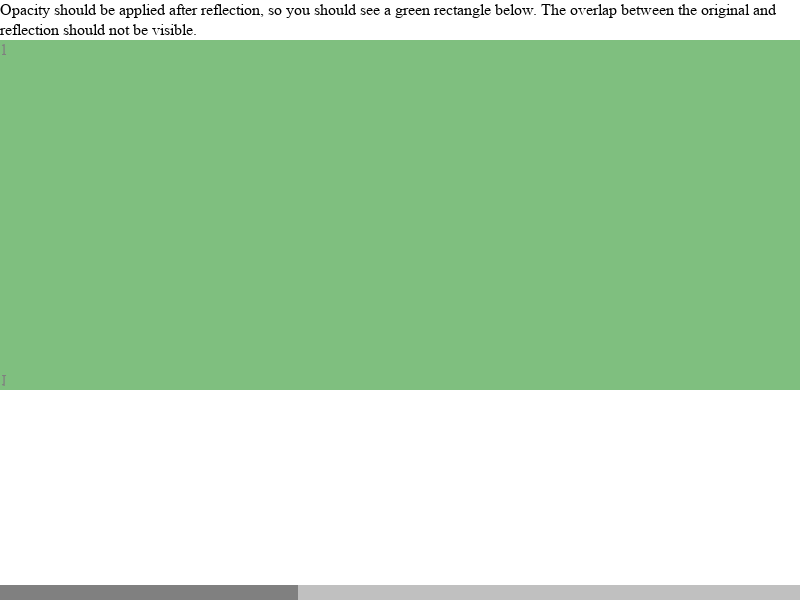 Opacity should be applied after reflection, so you should see a green rectangle below. The overlap between the original and
reflection should not be visible.
1